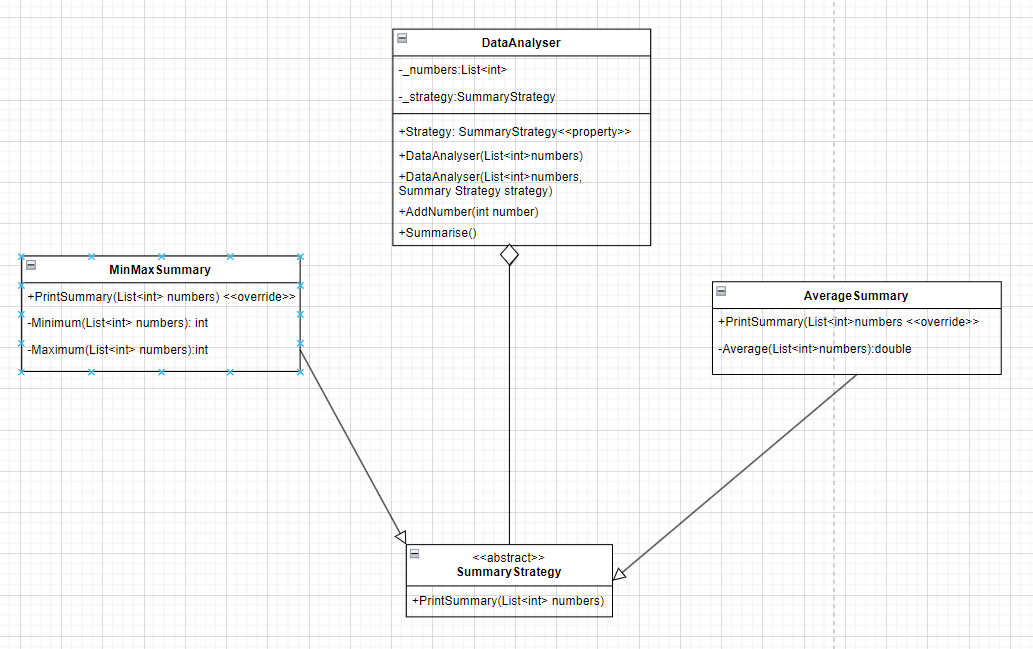 DataAnalyser
-_numbers:List<int>
-_strategy:SummaryStrategy
+Strategy: SummaryStrategy<<property>>
+DataAnalyser(List<int>numbers)
+DataAnalyser(List<int>numbers,
Summary Strategy strategy)
+AddNumber(int number)
+Summarise()
MinMaxSummary
+PrintSummary(List<int> numbers) <<override>>
-Minimum(List<int> numbers): int
-Maximum(List<int> numbers):int
AverageSummary
+PrintSummary(List<int>numbers <<override>>
-Average(List<int>numbers):double
<<abstract>>
SummaryStrategy
+PrintSummary(List<int> numbers)